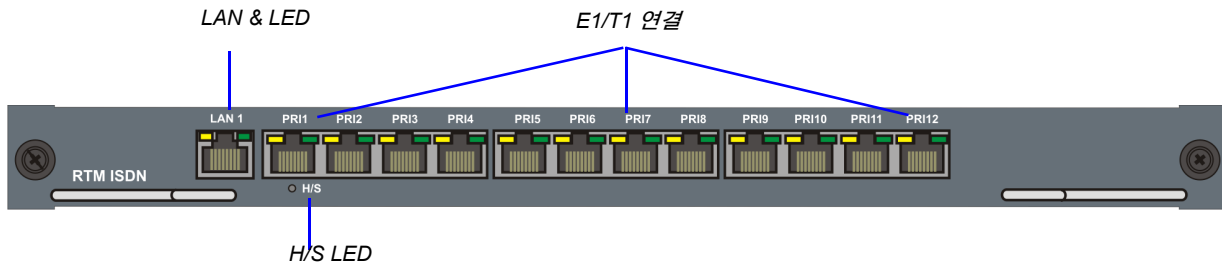 LAN & LED
E1/T1 연결
LAN 1 PRI1 PRI2 PRI3 PRI4 PRI5 PRI6 PRI7 PRI8 PRI9 PRI10 PRI11 PRI12
RTM ISDN
H/S
H/S LED